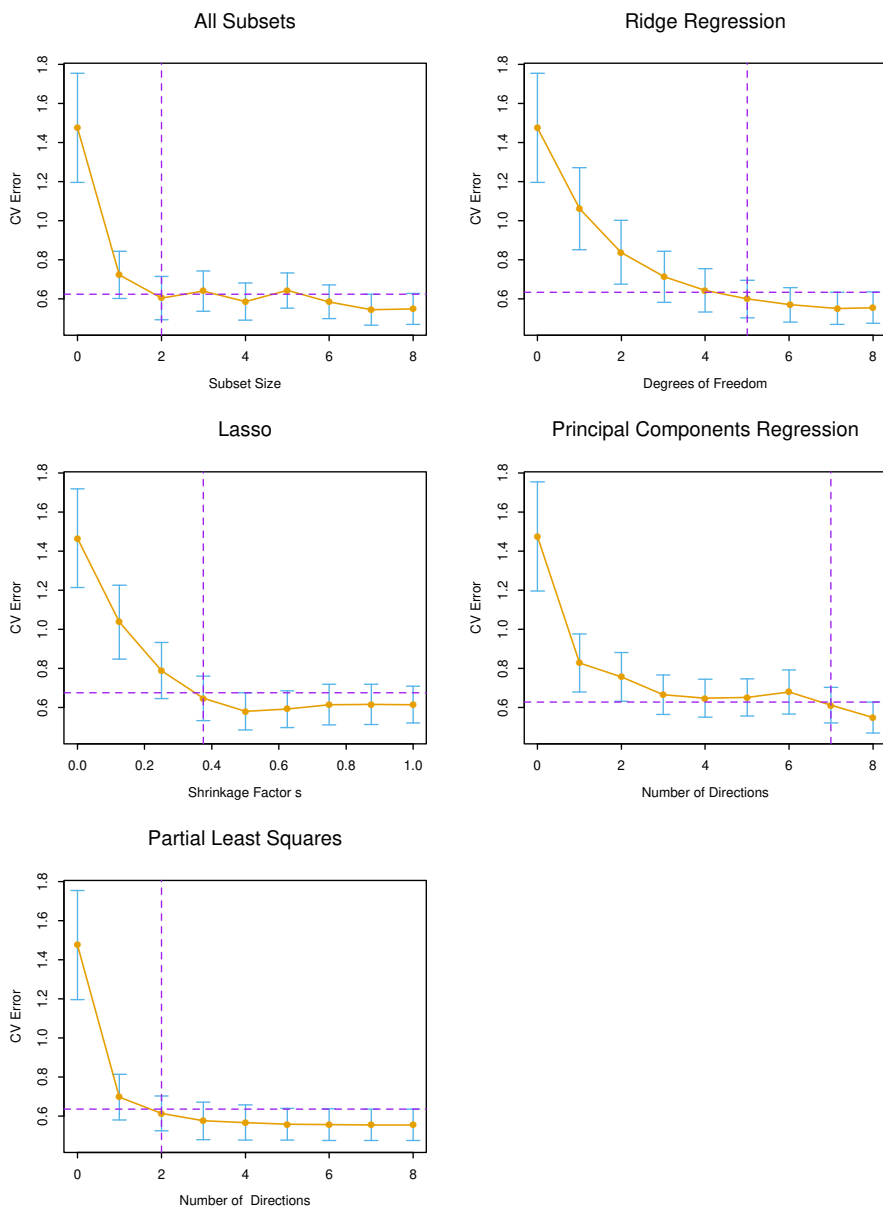 All Subsets
CV Error
0.6 0.8 1.0 1.2 1.4 1.6 1.8
0 2 4 6 8
Subset Size
Ridge Regression
CV Error
0.6 0.8 1.0 1.2 1.4 1.6 1.8
0 2 4 6 8
Degrees of Freedom
Lasso
CV Error
0.6 0.8 1.0 1.2 1.4 1.6 1.8
0.0 0.2 0.4 0.6 0.8 1.0
Shrinkage Factor s
Principal Components Regression
CV Error
0.6 0.8 1.0 1.2 1.4 1.6 1.8
0 2 4 6 8
Number of Directions
Partial Least Squares
CV Error
0.6 0.8 1.0 1.2 1.4 1.6 1.8
0 2 4 6 8
Number of Directions